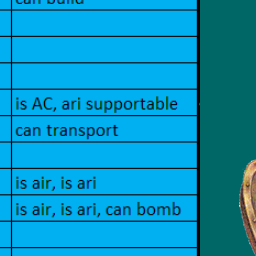 can build
is AC, ari supportable
can transport
is air, is ari
is air, is ari, can bomb